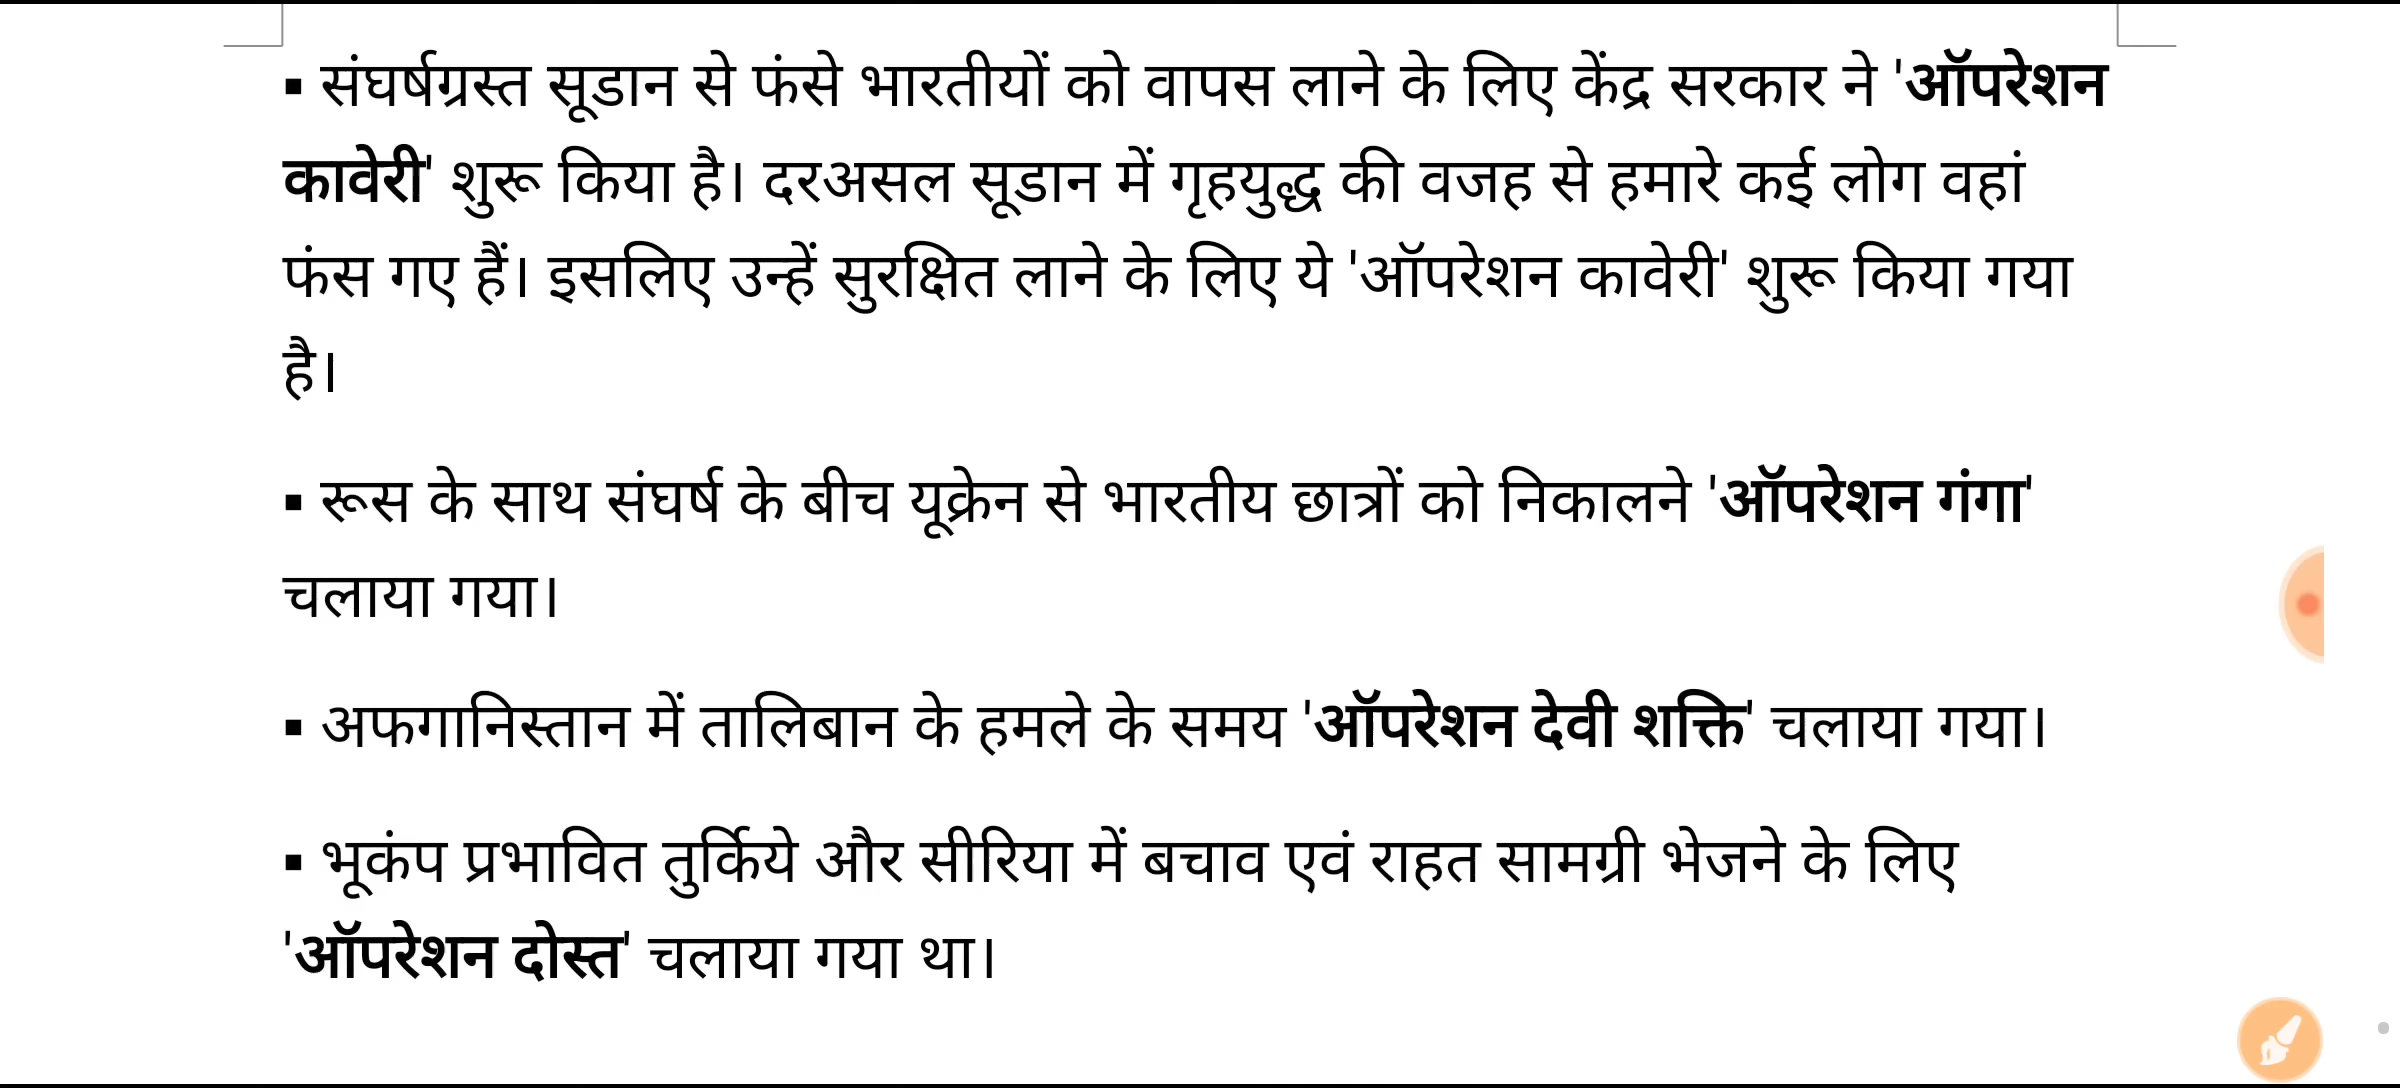 ▪ संघर्षग्रस्त सूडान से फंसे भारतीयों को वापस लाने के लिए केंद्र सरकार ने 'ऑपरेशन
कावेरी' शुरू किया है। दरअसल सूडान में गृहयुद्ध की वजह से हमारे कई लोग वहां
फंस गए हैं। इसलिए उन्हें सुरक्षित लाने के लिए ये 'ऑपरेशन कावेरी' शुरू किया गया
है।
▪ रूस के साथ संघर्ष के बीच यूक्रेन से भारतीय छात्रों को निकालने 'ऑपरेशन गंगा'
चलाया गया।
▪ अफगानिस्तान में तालिबान के हमले के समय 'ऑपरेशन देवी शक्ति' चलाया गया।
▪ भूकंप प्रभावित तुर्किये और सीरिया में बचाव एवं राहत सामग्री भेजने के लिए
'ऑपरेशन दोस्त' चलाया गया था।